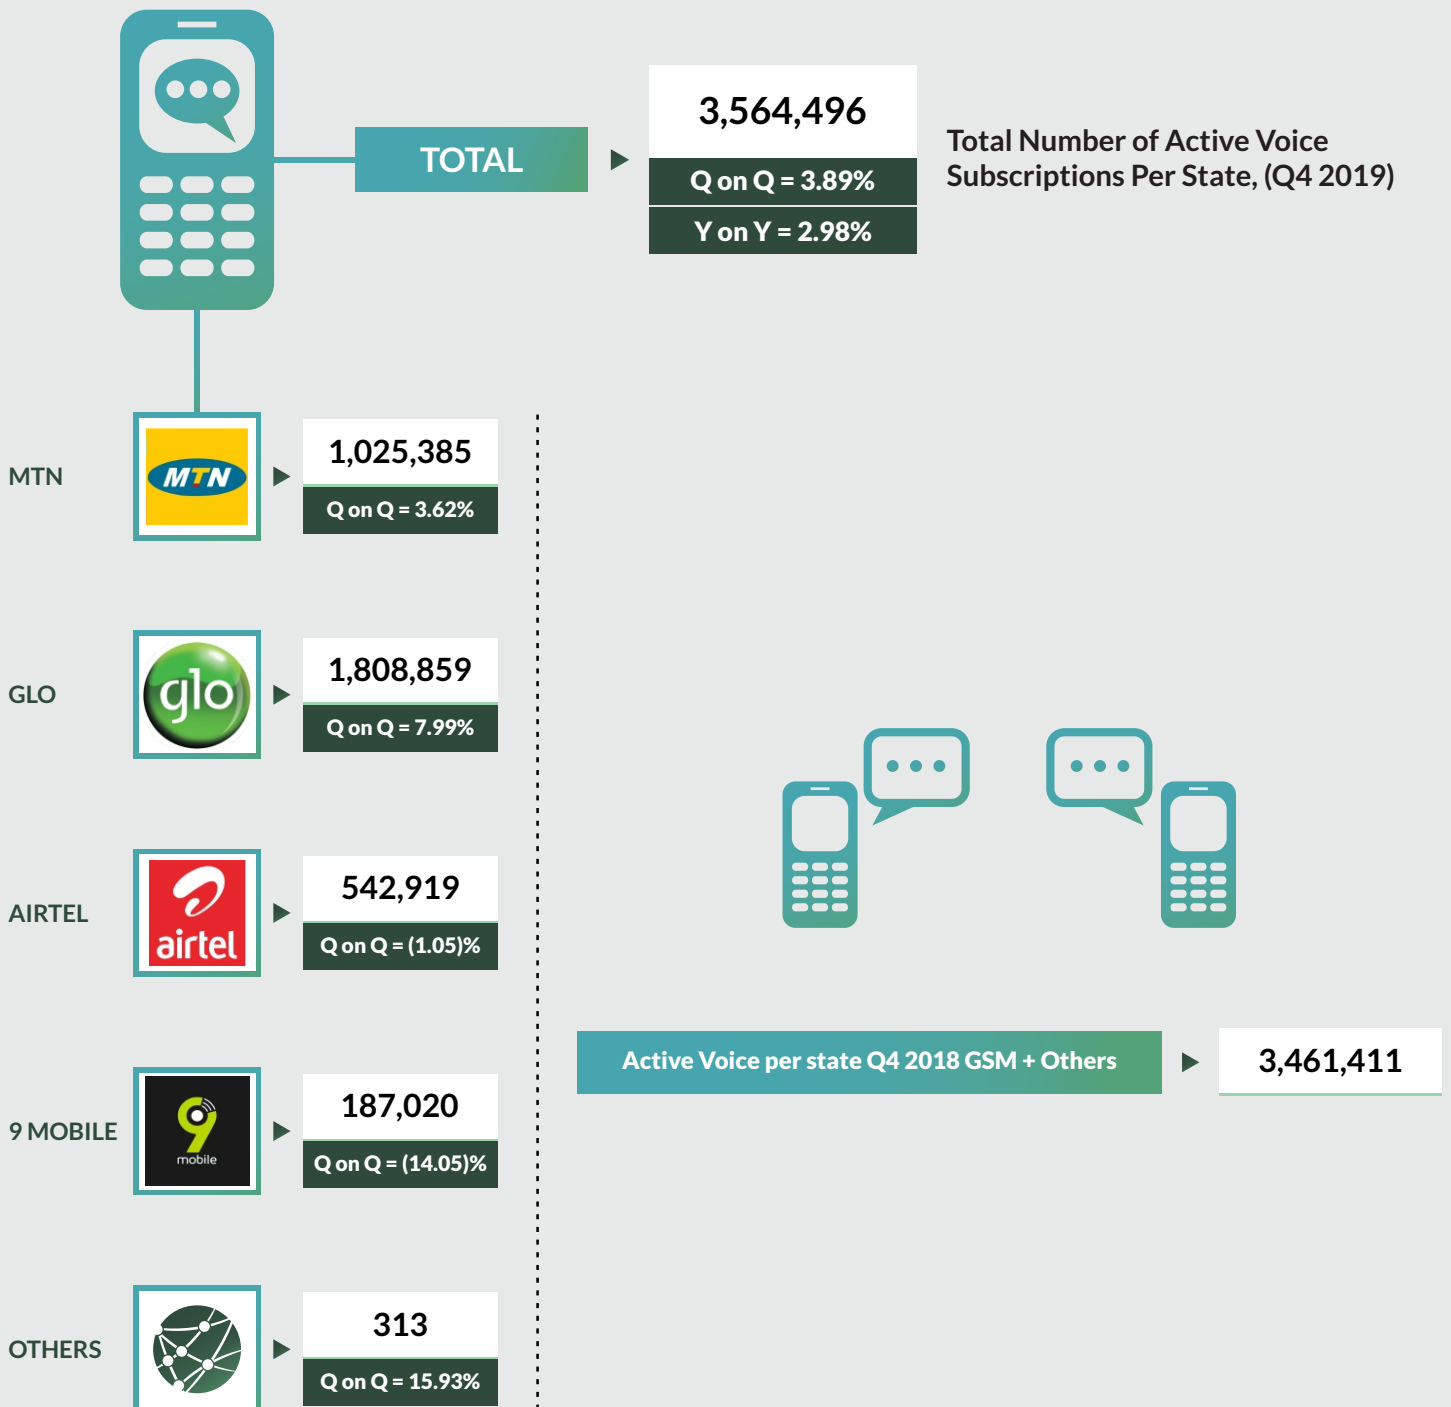 TOTAL
3,564,496
Q on Q = 3.89%
Y on Y = 2.98%
Total Number of Active Voice
Subscriptions Per State, (Q4 2019)
MTN
MTN
1,025,385
Q on Q = 3.62%
GLO
glo
1,808,859
Q on Q = 7.99%
AIRTEL
airtel
542,919
Q on Q = (1.05)%
Active Voice per state Q4 2018 GSM + Others
3,461,411
9 MOBILE
9
mobile
187,020
Q on Q = (14.05)%
OTHERS
313
Q on Q = 15.93%